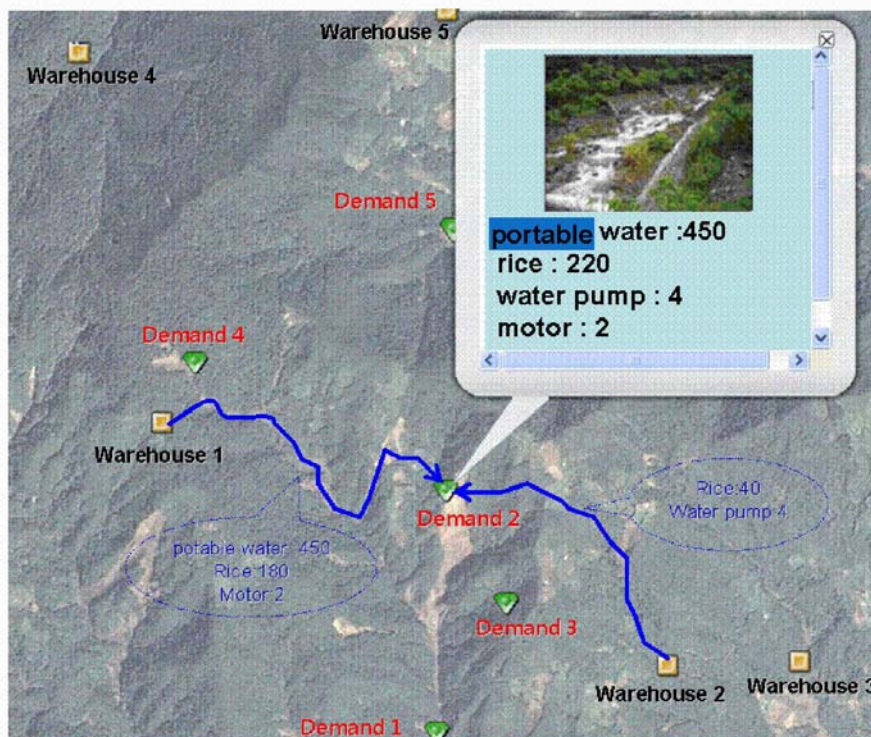 Warehouse 5
Warehouse 4
Demand 5
portable water :450
rice : 220
water pump : 4
motor : 2
Demand 4
Warehouse 1
Rice:40
Water pump 4
Demand 2
potable water: 450
Rice:180
Motor:2
Demand 3
Warehouse 2
Warehouse 3
Demand 1